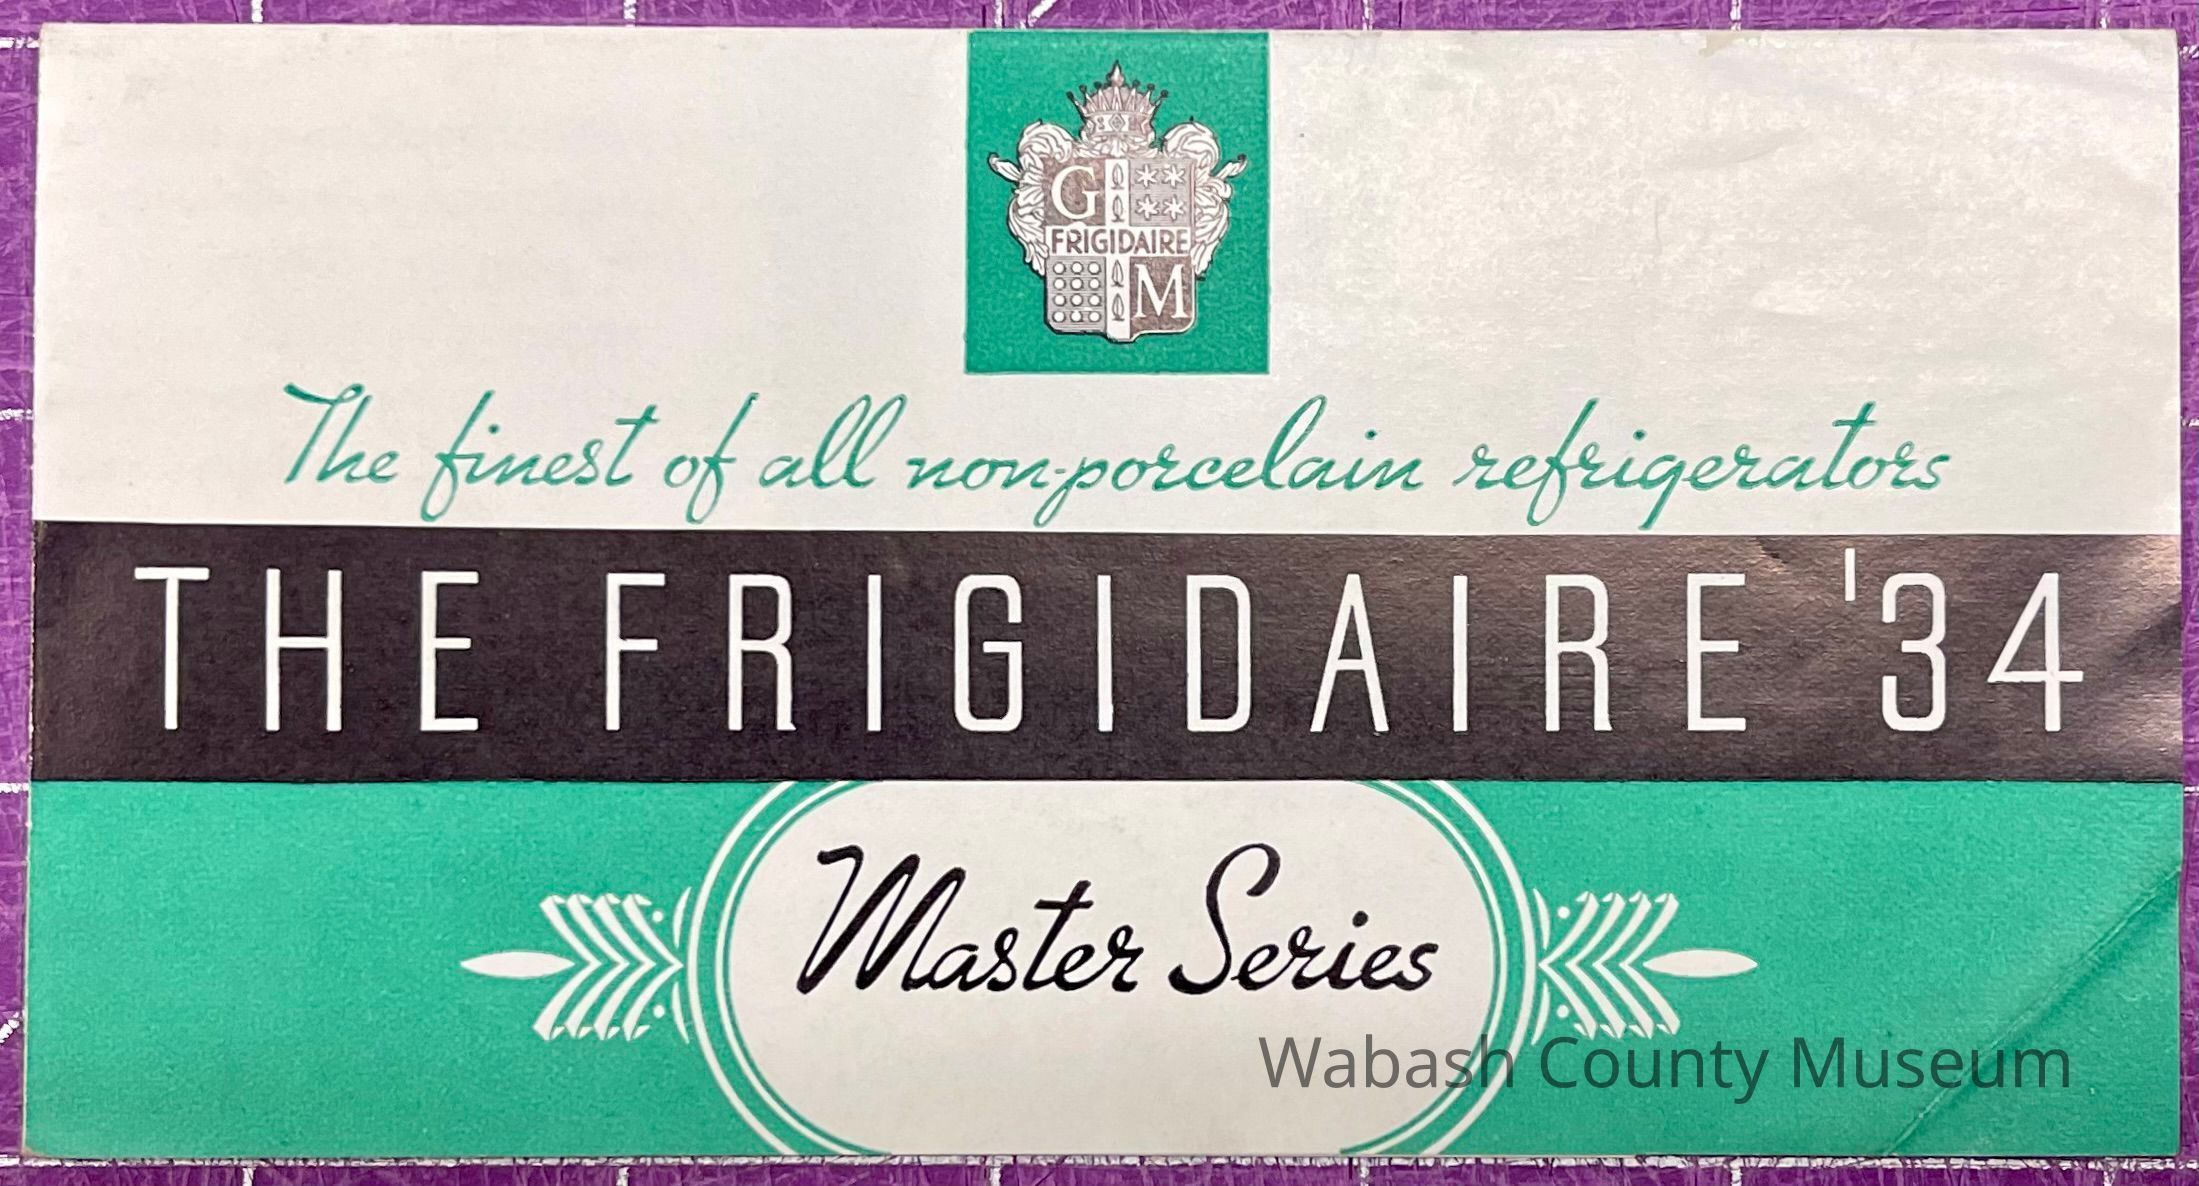 G
FRIGIDAIRE
M
The finest of all non-porcelain refrigerators
THE FRIGIDAIRE '34
Master Series
Wabash County Museum